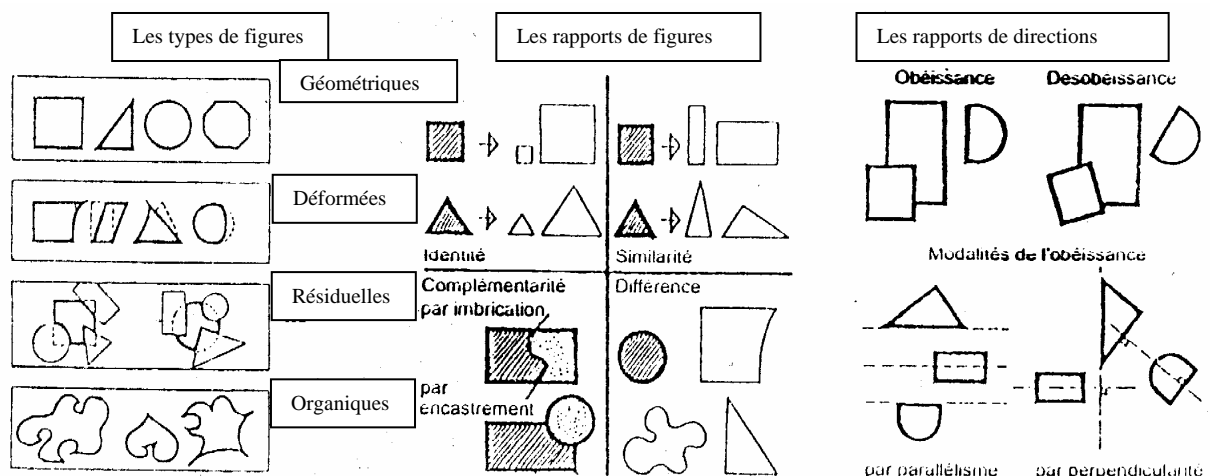 Les types de figures
Les rapports de figures
Les rapports de directions
Géométriques
Déformées
Résiduelles
Organiques
Identité
Similarité
Complémentarité
par imbrication
par
encastrement
Différence
Obéissance
Desobeissance
Modalités de l'obéissance
par parallélisme
par perpendicularité